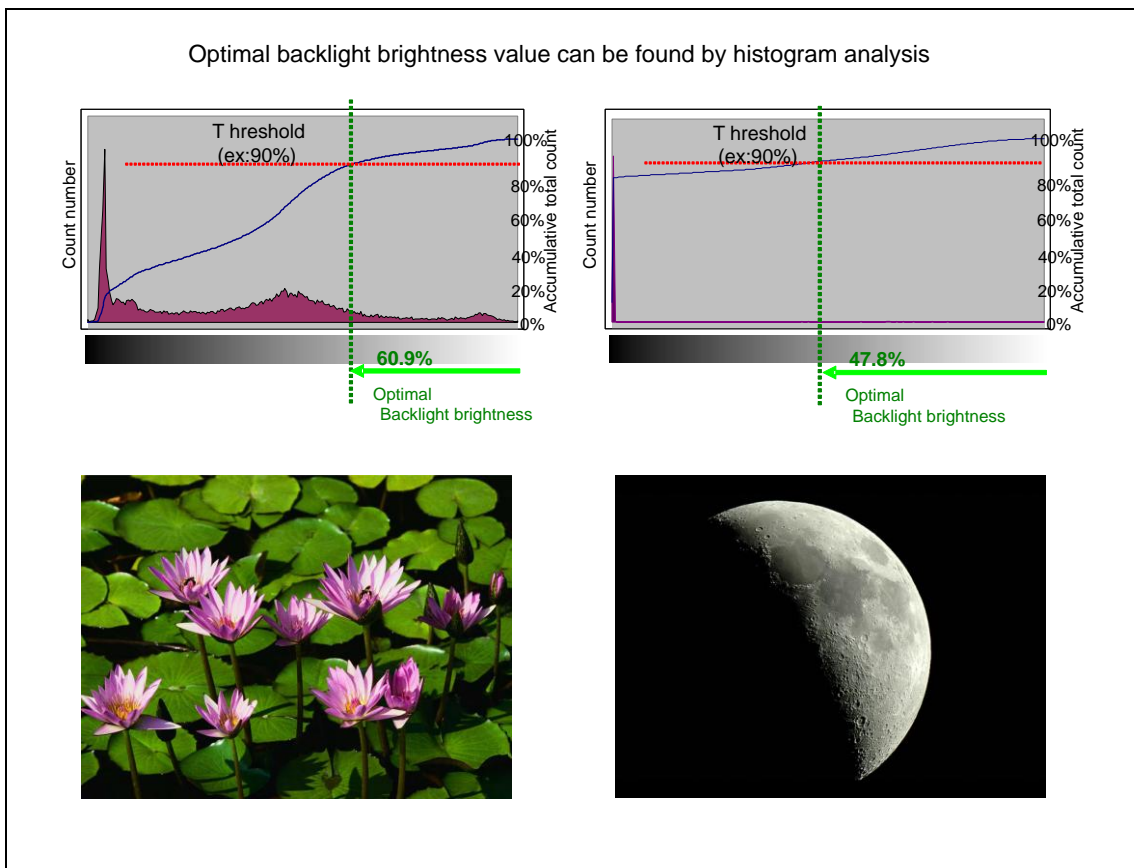 Optimal backlight brightness value can be found by histogram analysis
T hreshold
(ex:90%)
Count number
100%
80%
60%
40%
20%
0%
Accumulative total count
60.9%
Optimal
Backlight brightness
T hreshold
(ex:90%)
Count number
100%
80%
60%
40%
20%
0%
Accumulative total count
47.8%
Optimal
Backlight brightness